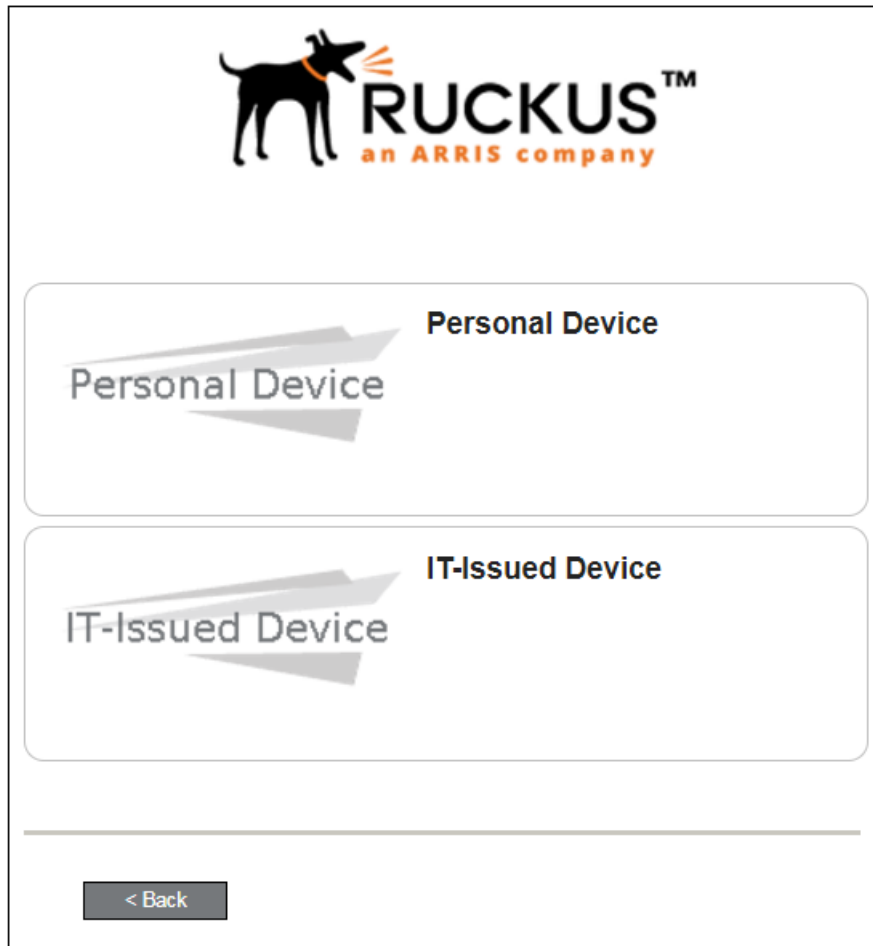 RUCKUS™
an ARRIS company
Personal Device
Personal Device
IT-Issued Device
IT-Issued Device
< Back